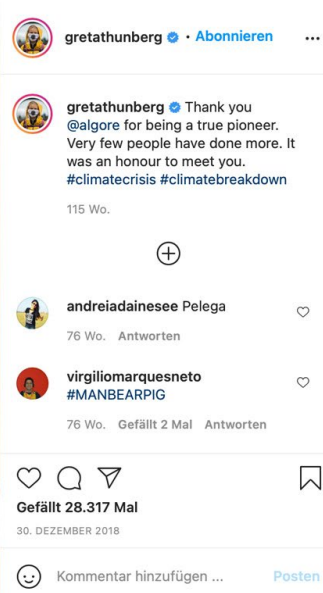 gretathunberg • Abonnieren ...
gretathunberg Thank you
@algore for being a true pioneer.
Very few people have done more. It
was an honour to meet you.
#climatecrisis #climatebreakdown
115 Wo.
andreiadainesee Pelega
76 Wo. Antworten
virgiliomarquesneto
#MANBEARPIG
76 Wo. Gefällt 2 Mal Antworten
Gefällt 28.317 Mal
30. DEZEMBER 2018
Kommentar hinzufügen ... Posten